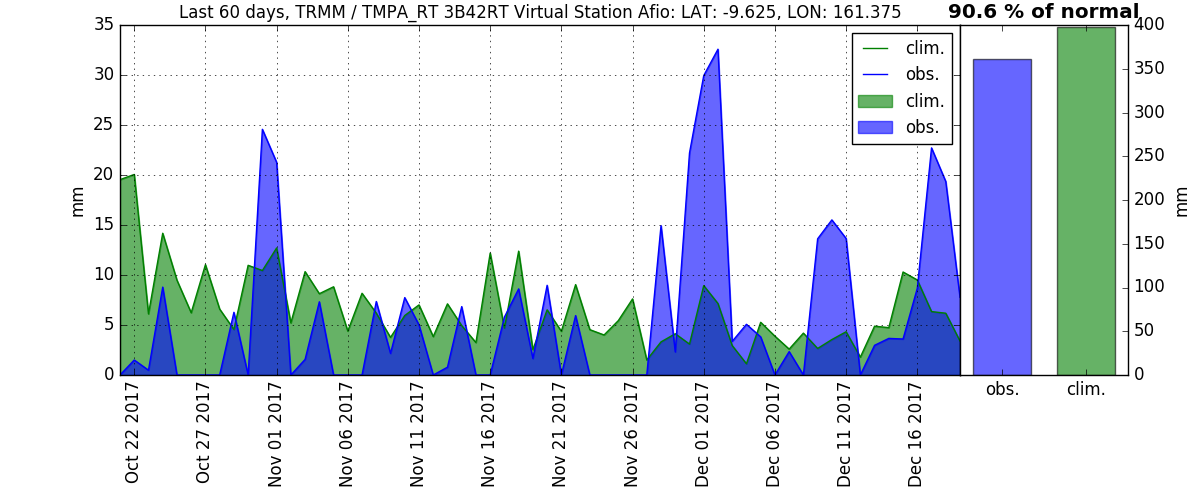 Last 60 days, TRMM / TMPA_RT 3B42RT Virtual Station Afio: LAT: -9.625, LON: 161.375
90.6 % of normal
35
30
25
20
15
10
5
0
mm
clim.
obs.
clim.
obs.
400
350
300
250
200
150
100
50
0
mm
Oct 22 2017
Oct 27 2017
Nov 01 2017
Nov 06 2017
Nov 11 2017
Nov 16 2017
Nov 21 2017
Nov 26 2017
Dec 01 2017
Dec 06 2017
Dec 11 2017
Dec 16 2017
obs.
clim.